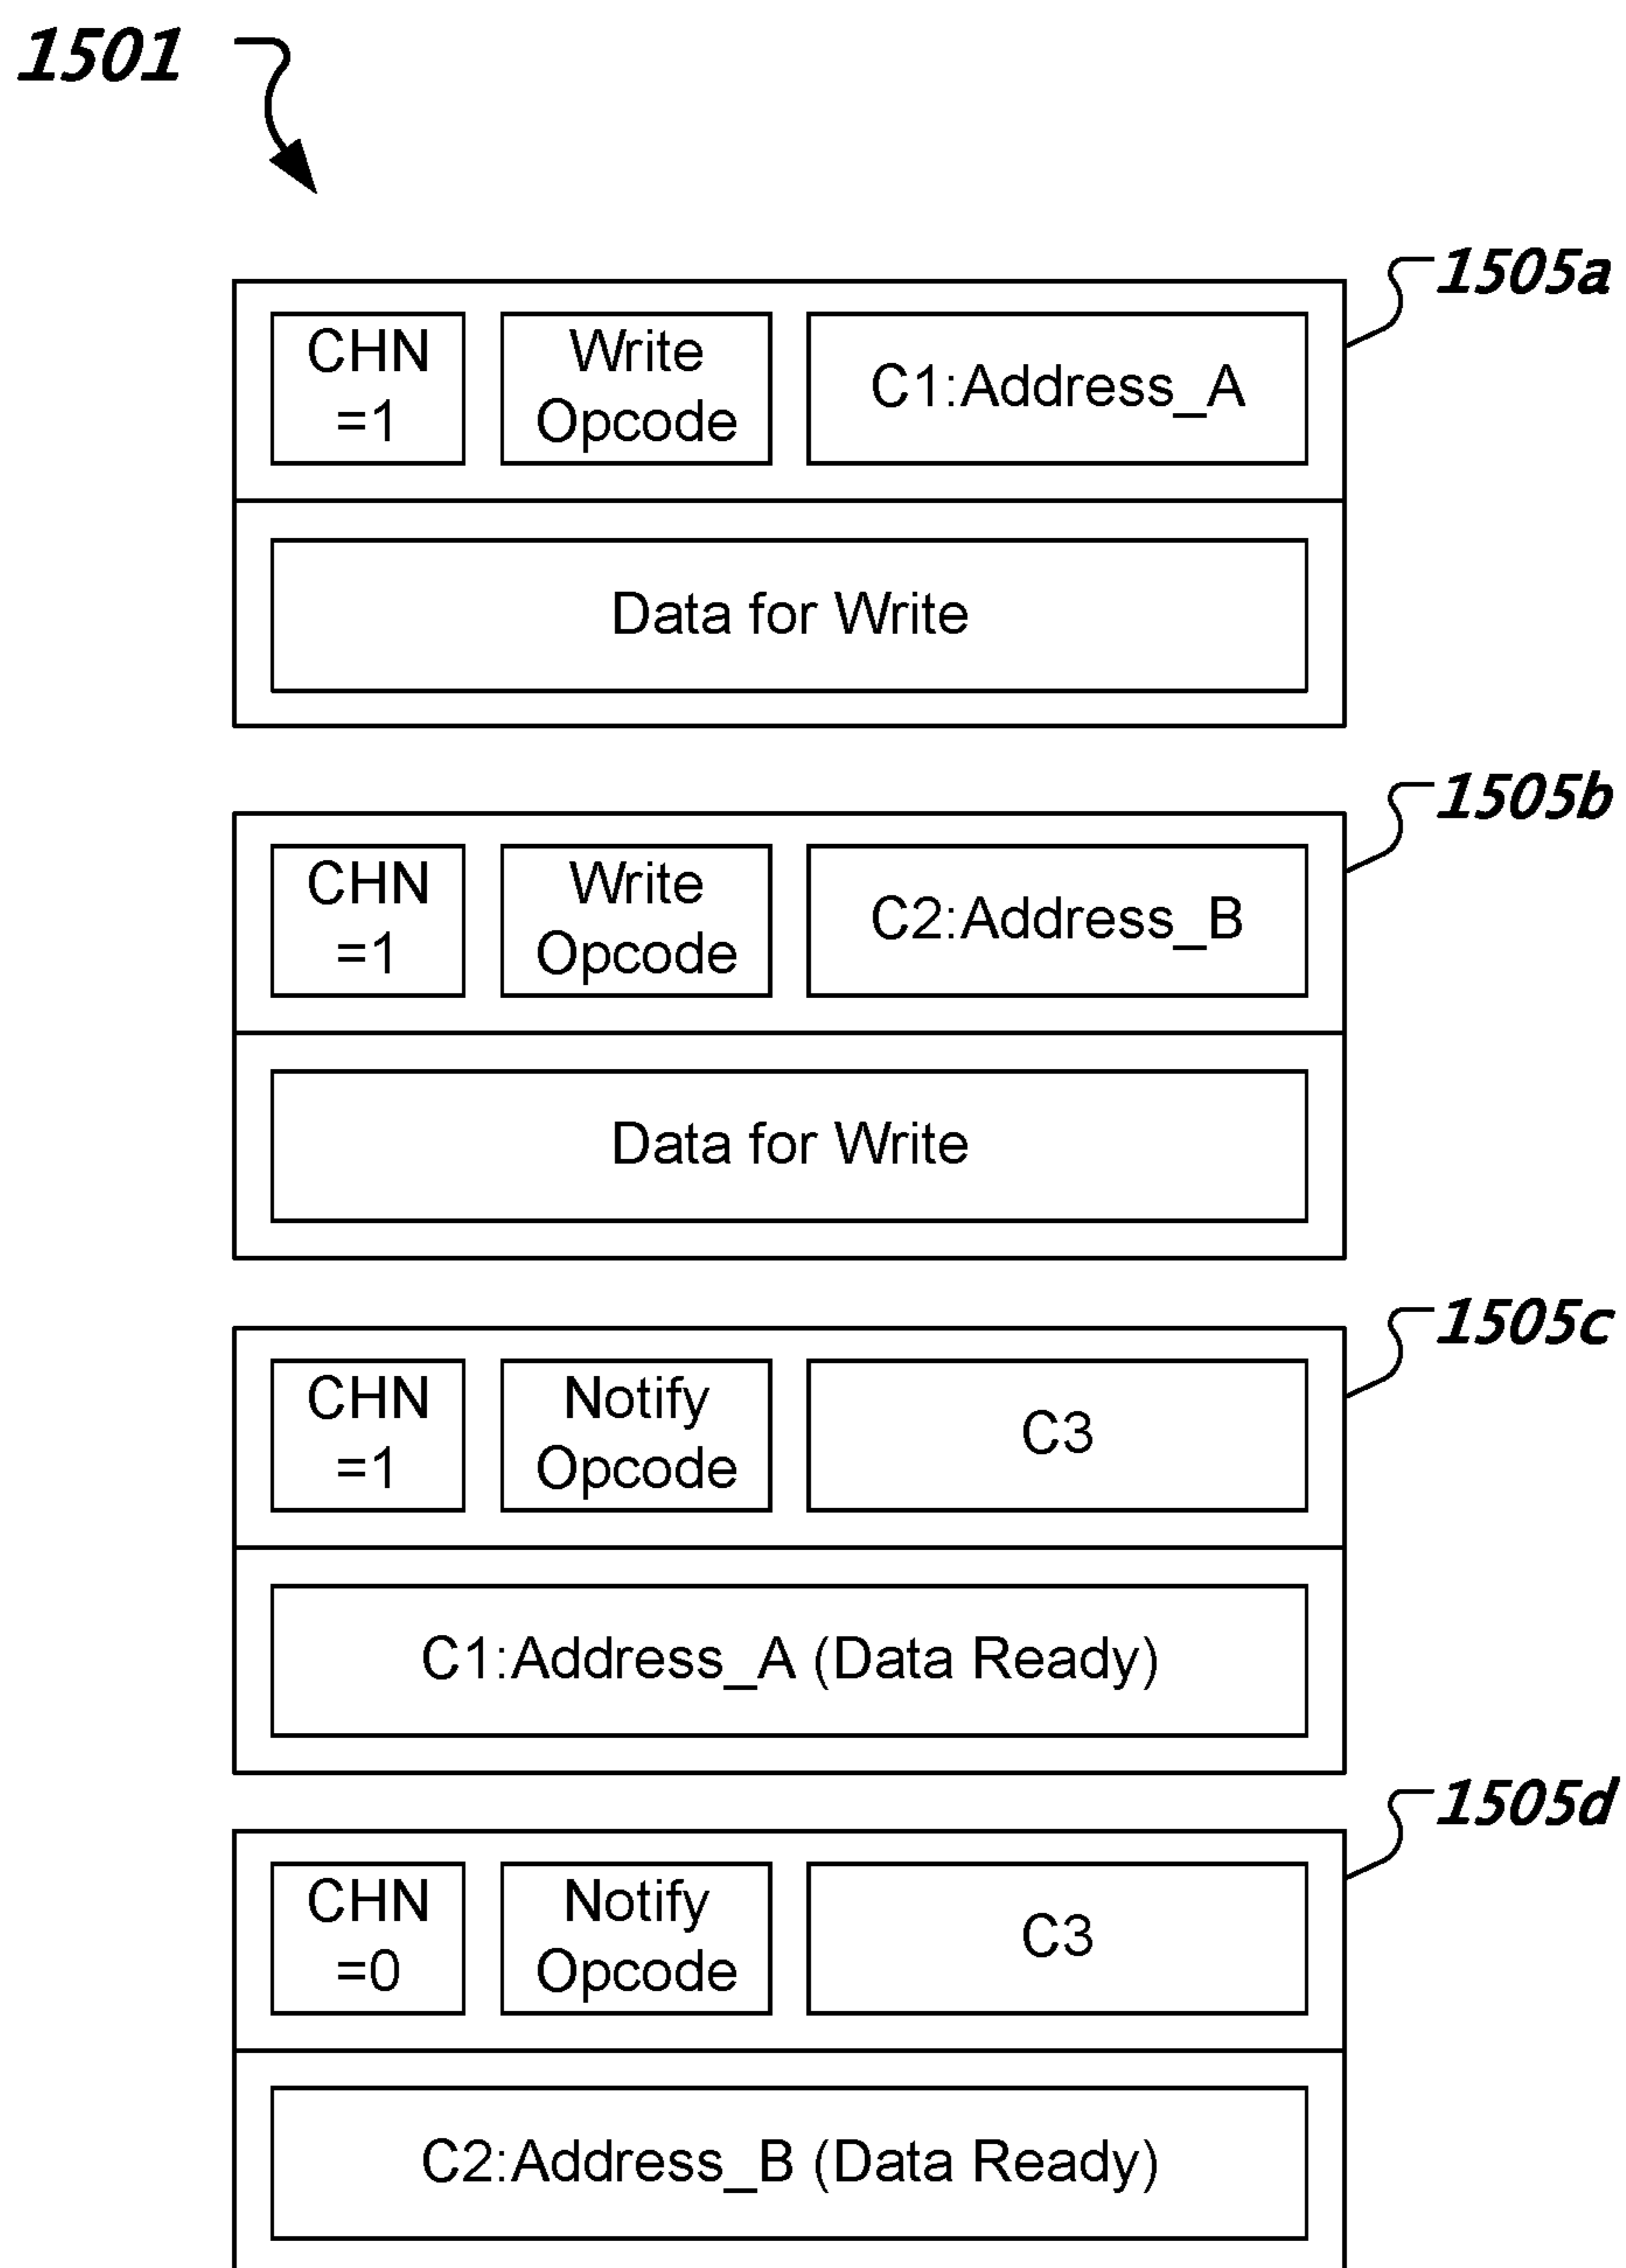 1501
1505a
CHN
=1
Write
Opcode
C1:Address_A
Data for Write
1505b
CHN
=1
Write
Opcode
C2:Address_B
Data for Write
1505c
CHN
=1
Notify
Opcode
C3
C1:Address_A (Data Ready)
1505d
CHN
=0
Notify
Opcode
C3
C2:Address_B (Data Ready)